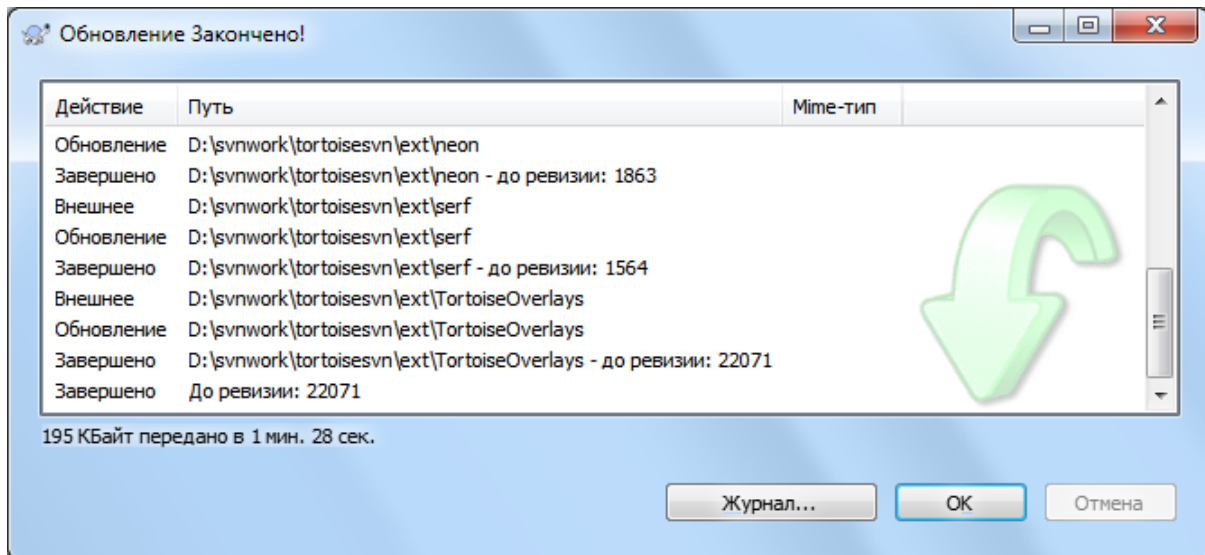 Обновление Закончено!
Действие Путь Mime-тип
Обновление D:\svnwork\tortoisesvn\ext\neon
Завершено D:\svnwork\tortoisesvn\ext\neon - до ревизии: 1863
Внешнее D:\svnwork\tortoisesvn\ext\serf
Обновление D:\svnwork\tortoisesvn\ext\serf
Завершено D:\svnwork\tortoisesvn\ext\serf - до ревизии: 1564
Внешнее D:\svnwork\tortoisesvn\ext\TortoiseOverlays
Обновление D:\svnwork\tortoisesvn\ext\TortoiseOverlays
Завершено D:\svnwork\tortoisesvn\ext\TortoiseOverlays - до ревизии: 22071
Завершено До ревизии: 22071
195 КБайт передано в 1 мин. 28 сек.
Журнал... OK Отмена